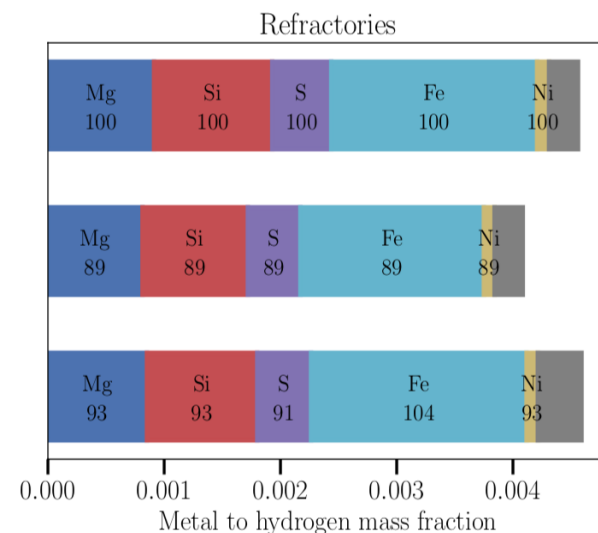 Refractories
Mg Si S Fe Ni
100 100 100 100 100
Mg Si S Fe Ni
89 89 89 89 89
Mg Si S Fe Ni
93 93 91 104 93
0.000 0.001 0.002 0.003 0.004
Metal to hydrogen mass fraction